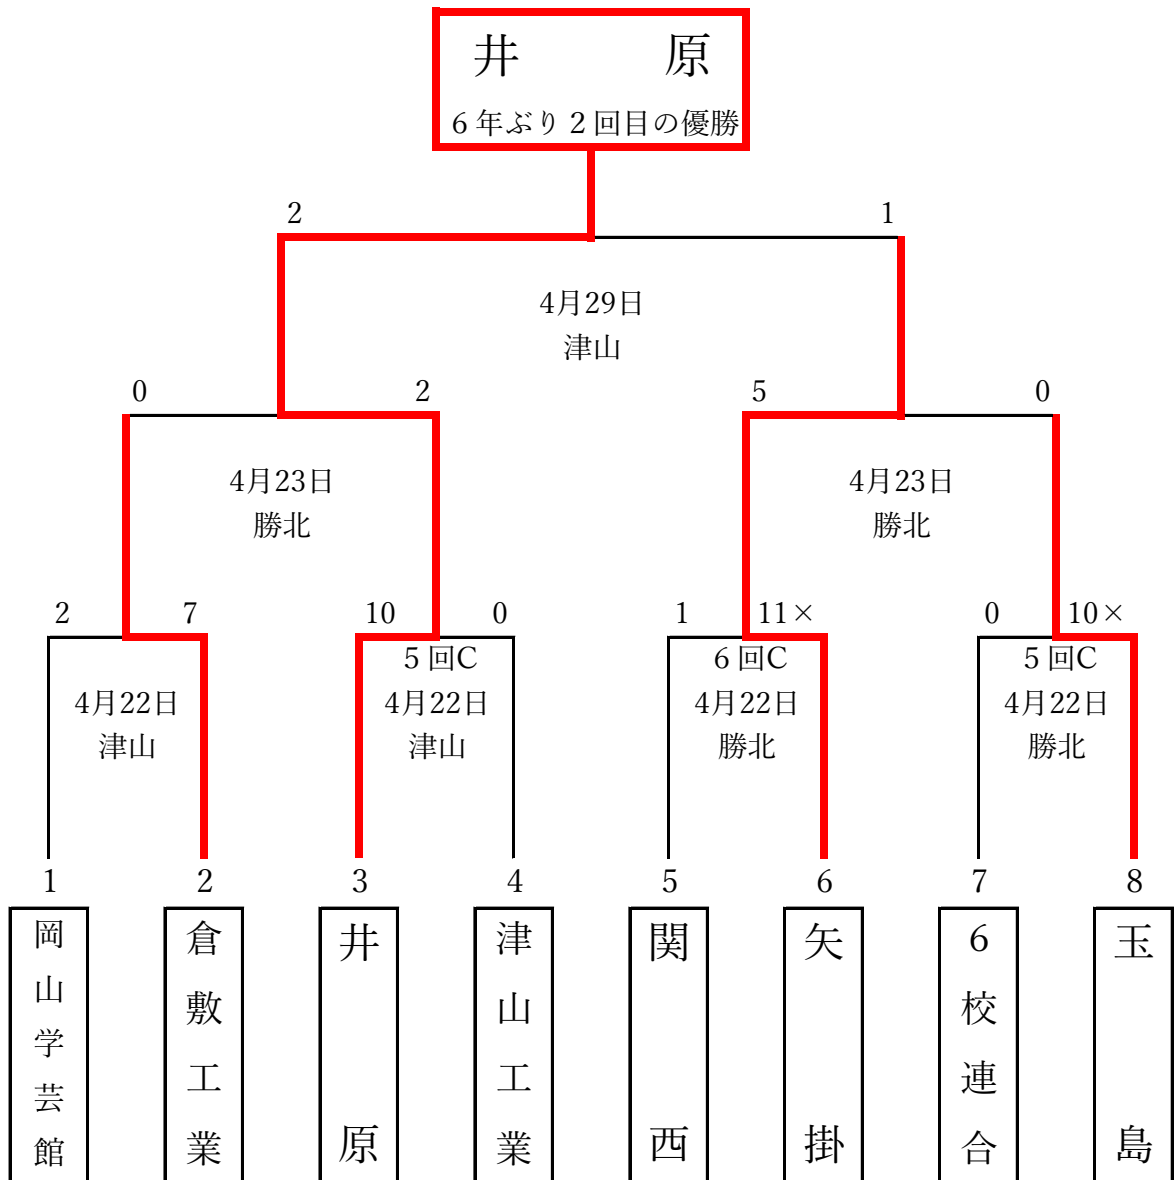 井　原
６年ぶり２回目の優勝
2 1
4月29日
津山
0 2 5 0
4月23日 4月23日
勝北 勝北
2 7 10 0 1 11× 0 10×
５回C ６回C ５回C
4月22日 4月22日 4月22日 4月22日
津山 津山 勝北 勝北
1 2 3 4 5 6 7 8
岡山学芸館
倉敷工業
井原
津山工業
関西
矢掛
６校連合
玉島